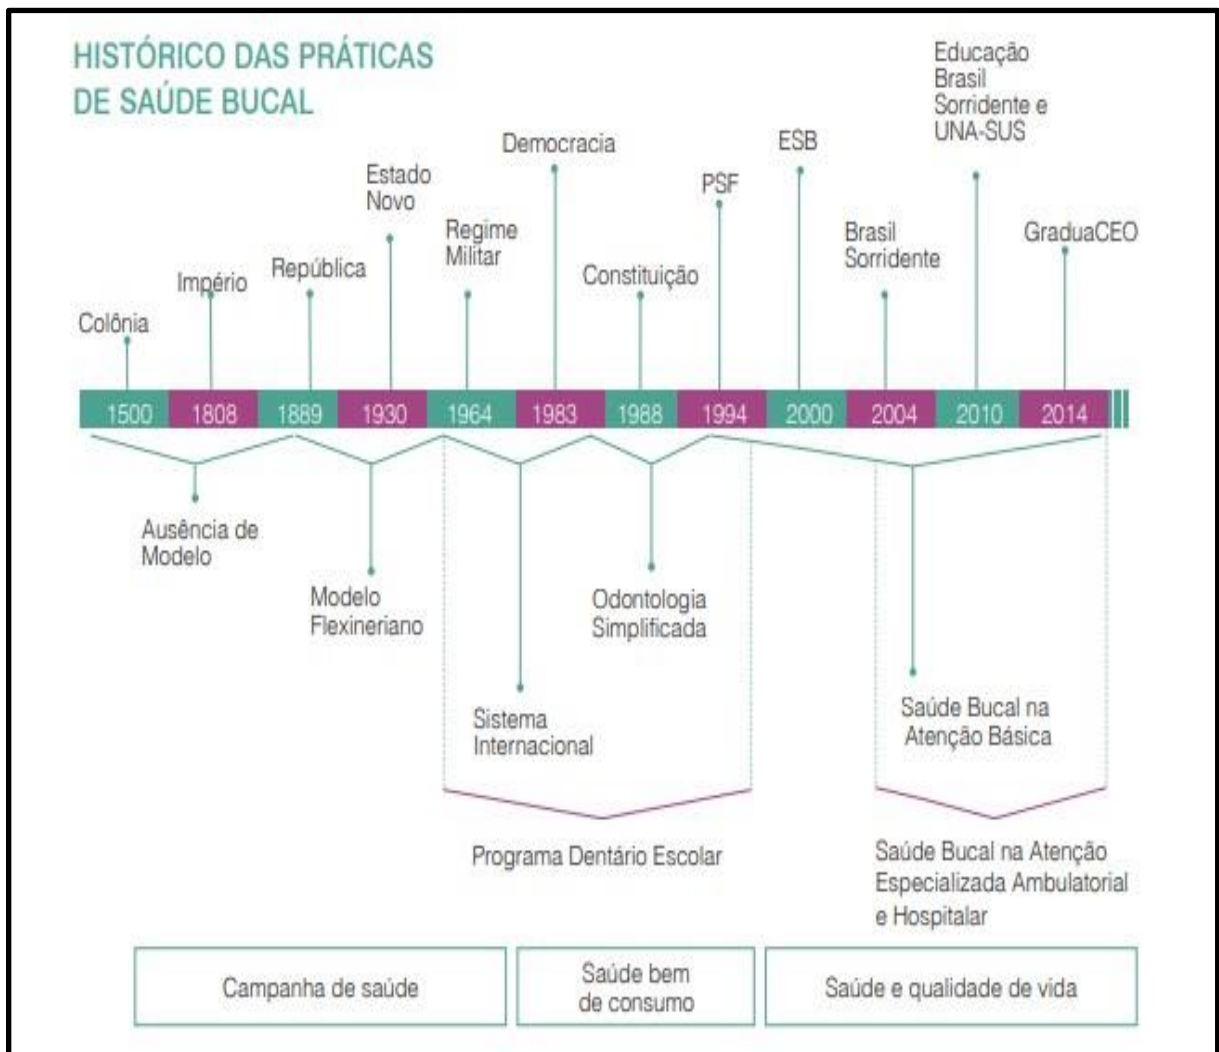 HISTÓRICO DAS PRÁTICAS
DE SAÚDE BUCAL
Colônia
Império
República
Estado
Novo
Regime
Militar
Democracia
Constituição
PSF
ESB
Brasil
Sorridente
Educação
Brasil
Sorridente e
UNA-SUS
GraduaCEO
1500 1808 1889 1930 1964 1983 1988 1994 2000 2004 2010 2014
Ausência de
Modelo
Modelo
Flexineriano
Sistema
Internacional
Odontologia
Simplificada
Saúde Bucal na
Atenção Básica
Programa Dentário Escolar
Saúde Bucal na Atenção
Especializada Ambulatorial
e Hospitalar
Campanha de saúde
Saúde bem
de consumo
Saúde e qualidade de vida